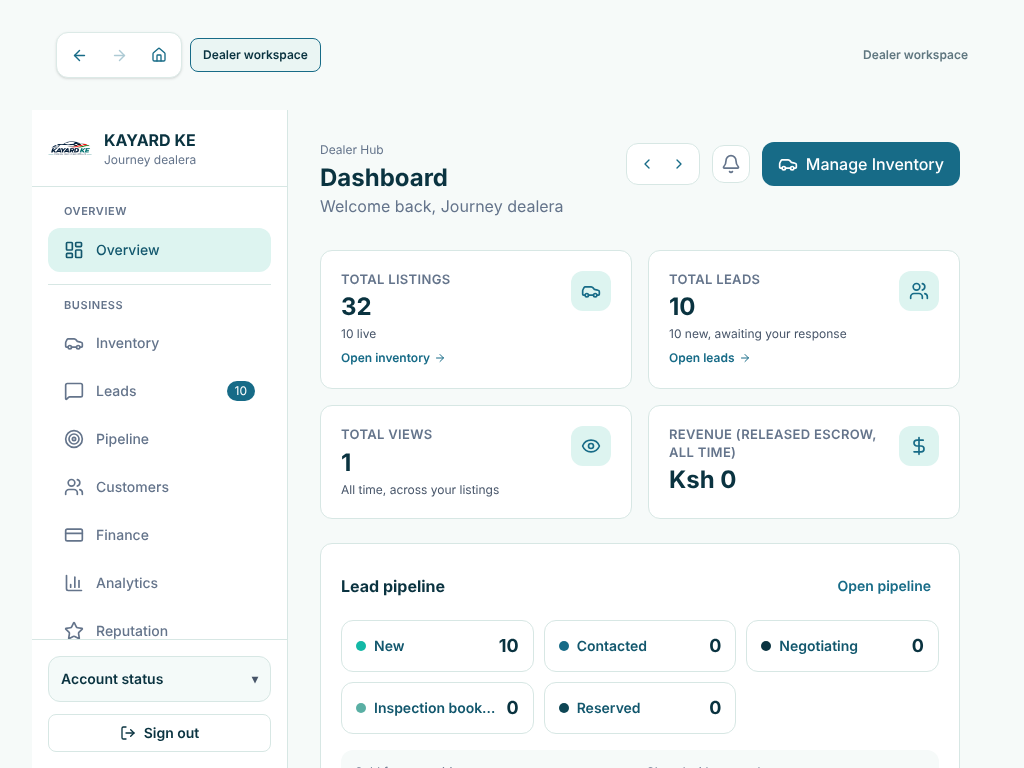 Dealer workspace
Dealer workspace
KAYARD KE
KAYARD KE
Journey dealera
OVERVIEW
Overview
BUSINESS
Inventory
Leads
10
Pipeline
Customers
Finance
Analytics
Reputation
Account status
Sign out
Dealer Hub
Dashboard
Welcome back, Journey dealera
Manage Inventory
TOTAL LISTINGS
32
10 live
Open inventory →
TOTAL LEADS
10
10 new, awaiting your response
Open leads →
TOTAL VIEWS
1
All time, across your listings
REVENUE (RELEASED ESCROW,
ALL TIME)
Ksh 0
Lead pipeline
Open pipeline
New 10
Contacted 0
Negotiating 0
Inspection book... 0
Reserved 0